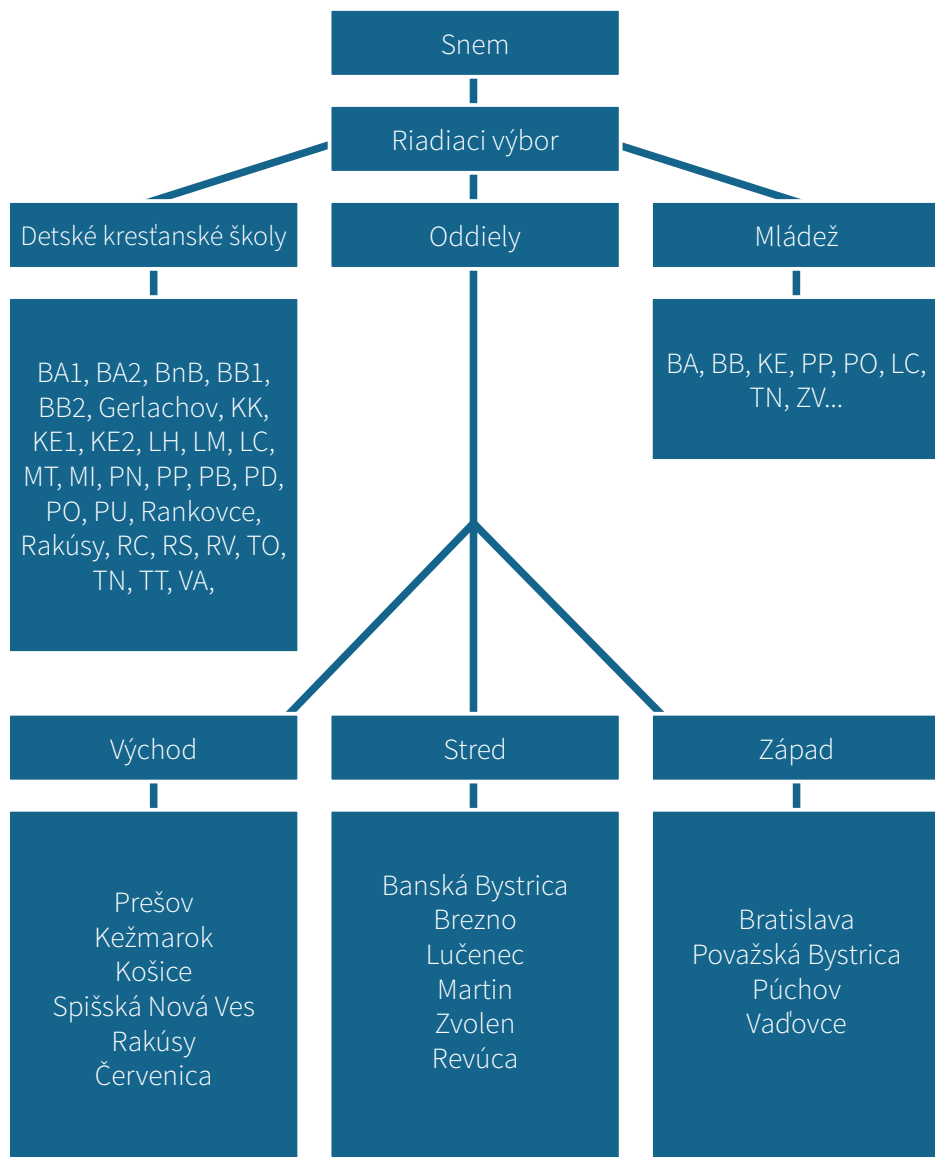 Snem
Riadiaci výbor
Detské kresťanské školy
Oddiely
Mládež
BA1, BA2, BnB, BB1,
BB2, Gerlachov, KK,
KE1, KE2, LH, LM, LC,
MT, MI, PN, PP, PB, PD,
PO, PU, Rankovce,
Rakúsy, RC, RS, RV, TO,
TN, TT, VA,
BA, BB, KE, PP, PO, LC,
TN, ZV...
Východ
Stred
Západ
Prešov
Kežmarok
Košice
Spišská Nová Ves
Rakúsy
Červenica
Banská Bystrica
Brezno
Lučenec
Martin
Zvolen
Revúca
Bratislava
Považská Bystrica
Púchov
Vaďovce